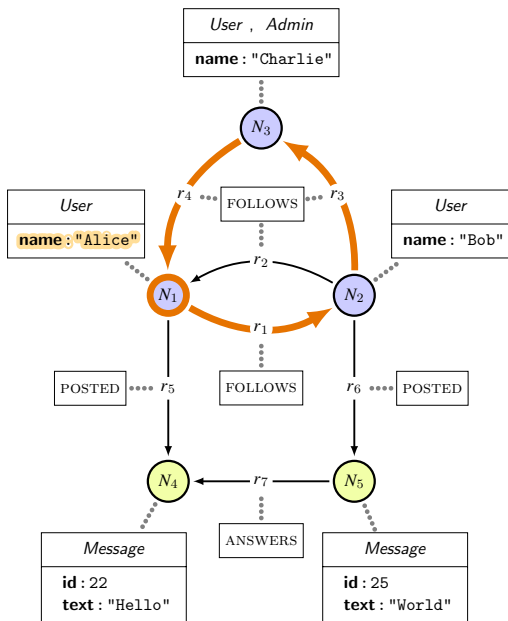 User , Admin
name : "Charlie"
N3
r4
r3
FOLLOWS
User
name : "Alice"
User
name : "Bob"
r2
N1
N2
r1
POSTED
r5
FOLLOWS
r6
POSTED
N4
r7
N5
Message
id : 22
text : "Hello"
ANSWERS
Message
id : 25
text : "World"